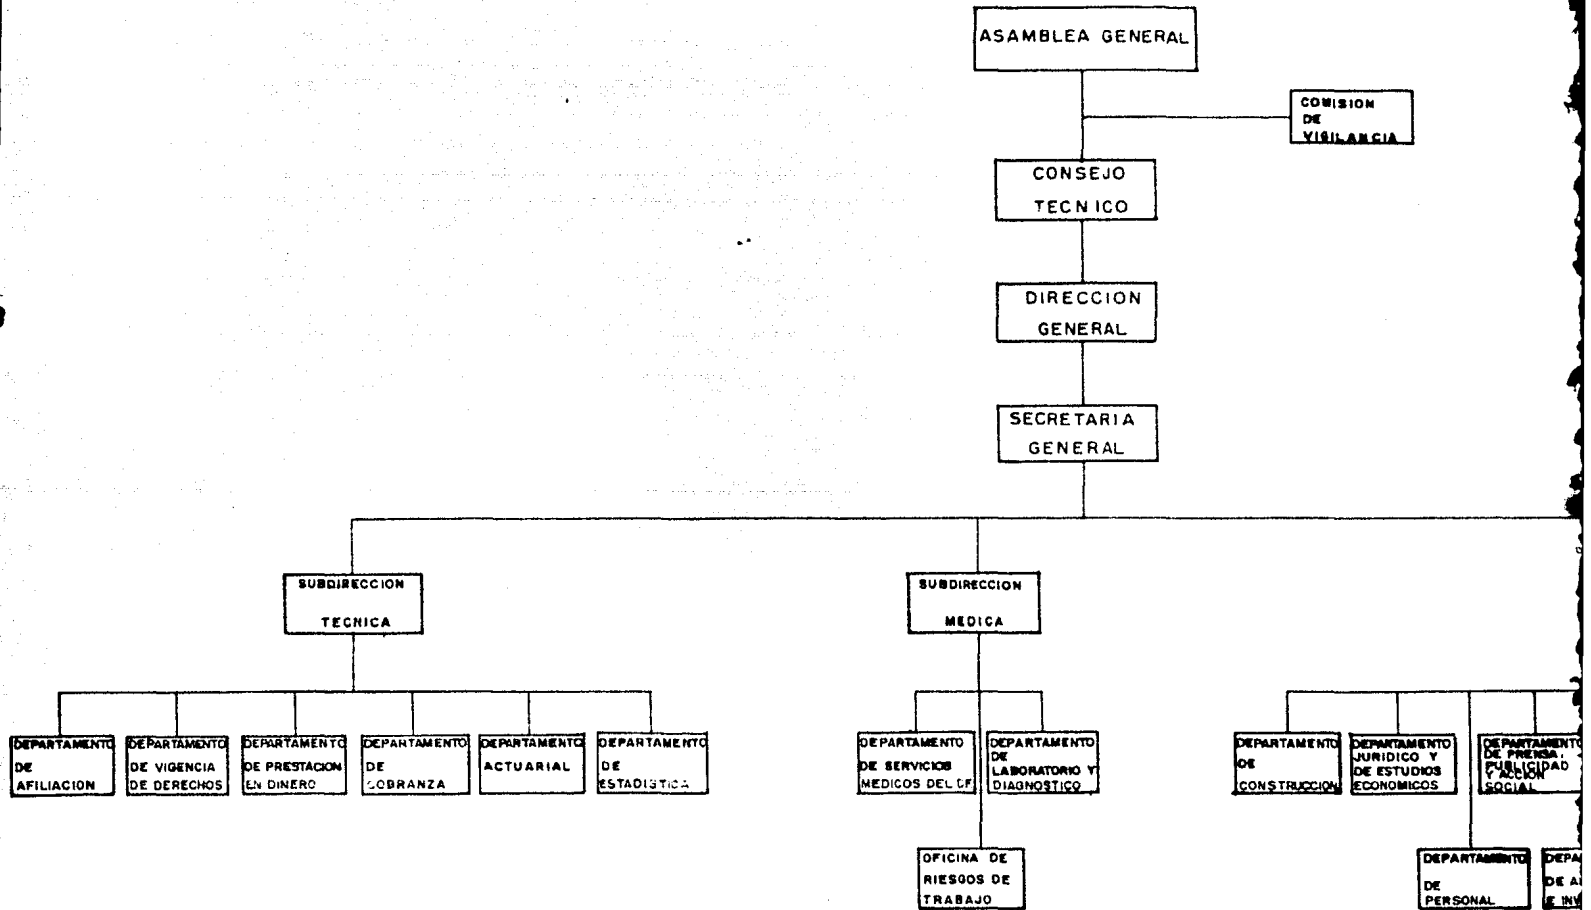 ASAMBLEA GENERAL
COMISION
DE
VIGILANCIA
CONSEJO
TECNICO
DIRECCION
GENERAL
SECRETARIA
GENERAL
SUBDIRECCION
TECNICA
SUBDIRECCION
MEDICA
DEPARTAMENTO
DE
AFILIACION
DEPARTAMENTO
DE VIGENCIA
DE DERECHOS
DEPARTAMENTO
DE PRESTACION
EN DINERO
DEPARTAMENTO
DE
COBRANZA
DEPARTAMENTO
ACTUARIAL
DEPARTAMENTO
DE
ESTADISTICA
DEPARTAMENTO
DE SERVICIOS
MEDICOS DEL DF
DEPARTAMENTO
DE
LABORATORIO Y
DIAGNOSTICO
DEPARTAMENTO
DE
CONSTRUCCION
DEPARTAMENTO
JURIDICO Y
DE ESTUDIOS
ECONOMICOS
DEPARTAMENTO
DE PRENSA,
PUBLICIDAD
Y ACCION
SOCIAL
OFICINA DE
RIESGOS DE
TRABAJO
DEPARTAMENTO
DE
PERSONAL
DE